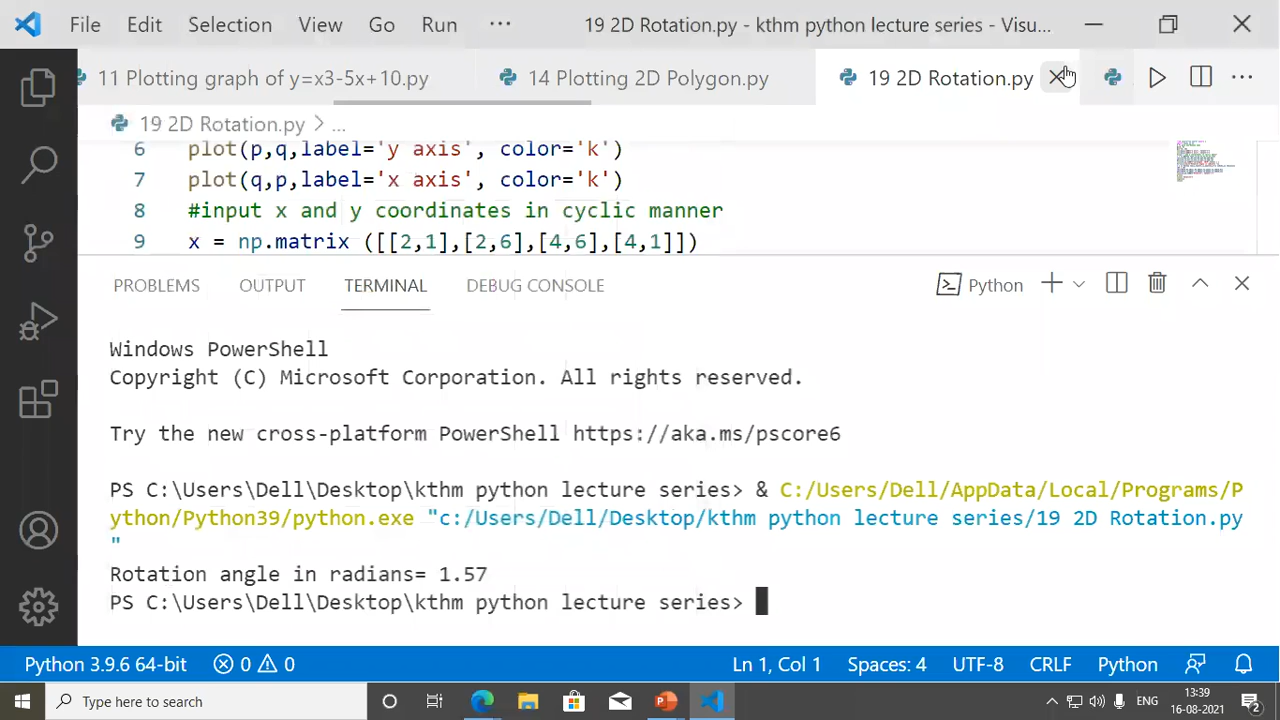 File Edit Selection View Go Run ··· 19 2D Rotation.py - kthm python lecture series - Visu...
11 Plotting graph of y=x3-5x+10.py 14 Plotting 2D Polygon.py 19 2D Rotation.py
19 2D Rotation.py > ...
6 plot(p,q,label='y axis', color='k')
7 plot(q,p,label='x axis', color='k')
8 #input x and y coordinates in cyclic manner
9 x = np.matrix ([[2,1],[2,6],[4,6],[4,1]])
PROBLEMS OUTPUT TERMINAL DEBUG CONSOLE Python
Windows PowerShell
Copyright (C) Microsoft Corporation. All rights reserved.
Try the new cross-platform PowerShell https://aka.ms/pscore6
PS C:\Users\Dell\Desktop\kthm python lecture series> & C:/Users/Dell/AppData/Local/Programs/P
ython/Python39/python.exe "c:/Users/Dell/Desktop/kthm python lecture series/19 2D Rotation.py
"
Rotation angle in radians= 1.57
PS C:\Users\Dell\Desktop\kthm python lecture series>
Python 3.9.6 64-bit 0 0 Ln 1, Col 1 Spaces: 4 UTF-8 CRLF Python
Type here to search ENG 13:39
16-08-2021 2